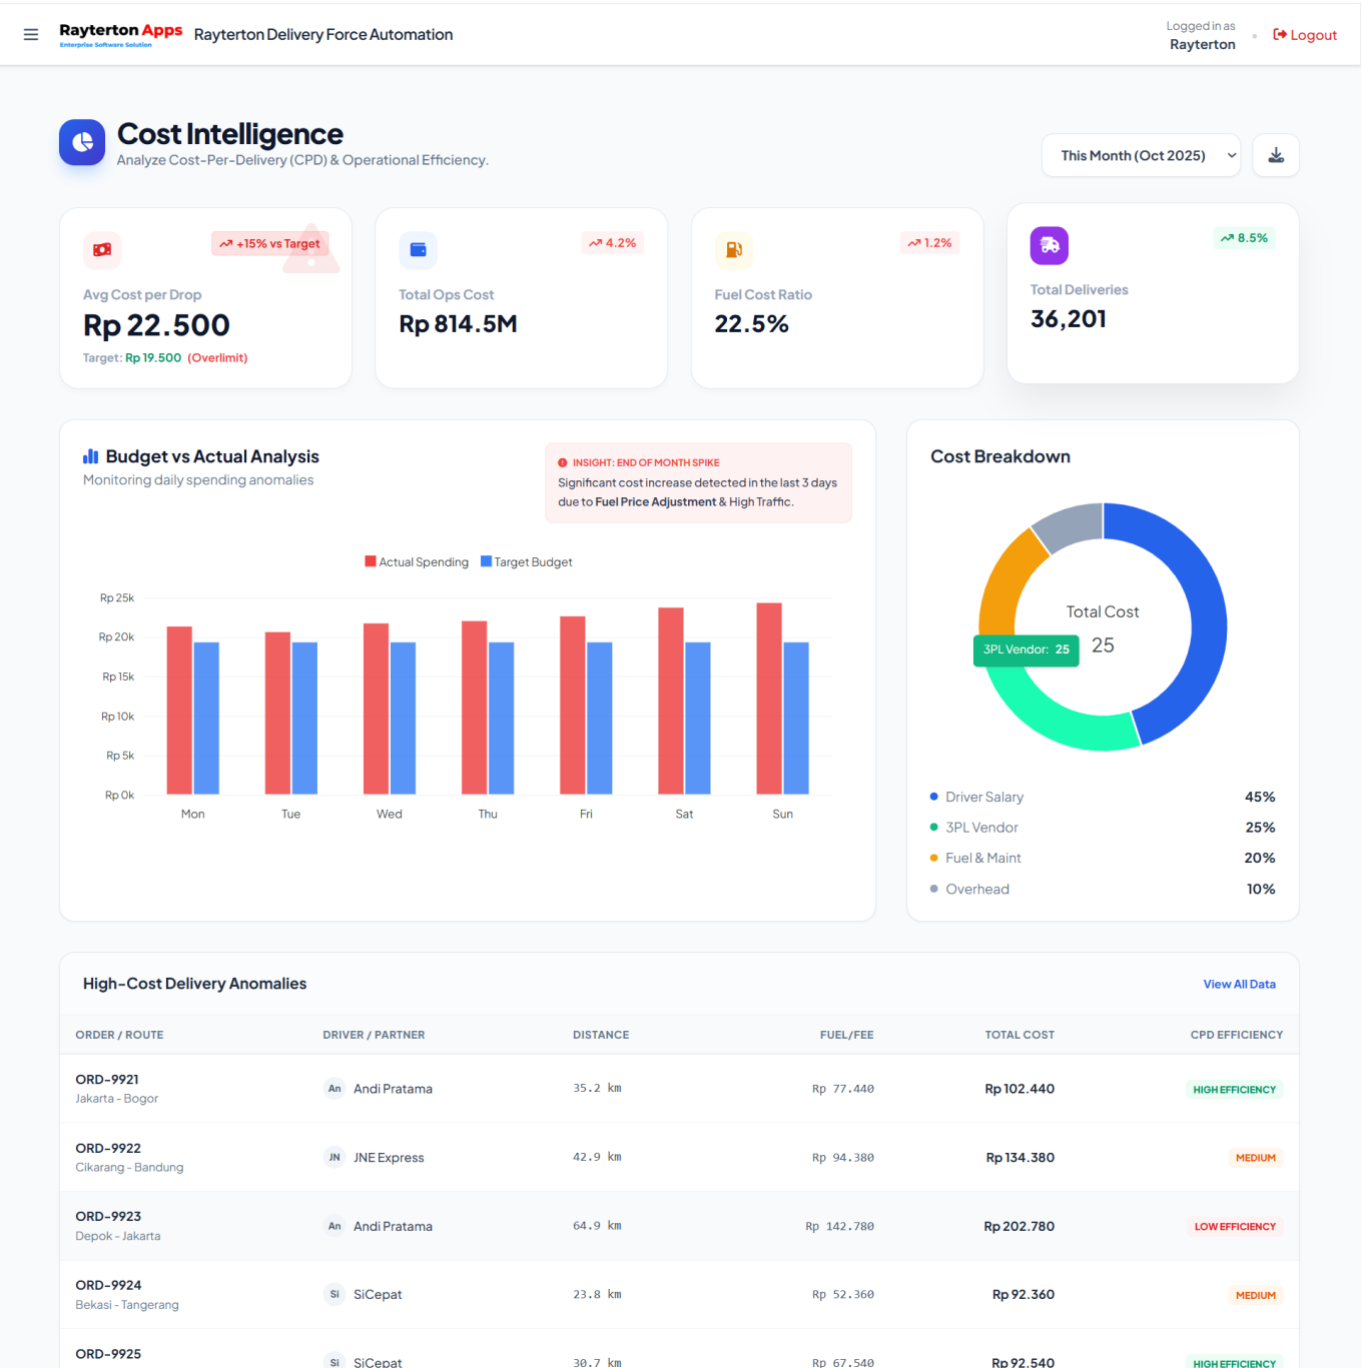 Rayterton Apps
Enterprise Software Solution
Rayterton Delivery Force Automation
Logged in as
Rayterton
Logout
Cost Intelligence
Analyze Cost-Per-Delivery (CPD) & Operational Efficiency.
This Month (Oct 2025)
+15% vs Target
Avg Cost per Drop
Rp 22.500
Target: Rp 19.500 (Overlimit)
4.2%
Total Ops Cost
Rp 814.5M
1.2%
Fuel Cost Ratio
22.5%
8.5%
Total Deliveries
36,201
Budget vs Actual Analysis
Monitoring daily spending anomalies
INSIGHT: END OF MONTH SPIKE
Significant cost increase detected in the last 3 days
due to Fuel Price Adjustment & High Traffic.
Actual Spending Target Budget
Rp 25k
Rp 20k
Rp 15k
Rp 10k
Rp 5k
Rp 0k
Mon Tue Wed Thu Fri Sat Sun
Cost Breakdown
Total Cost
25
3PL Vendor: 25
Driver Salary 45%
3PL Vendor 25%
Fuel & Maint 20%
Overhead 10%
High-Cost Delivery Anomalies
View All Data
ORDER / ROUTE DRIVER / PARTNER DISTANCE FUEL/FEE TOTAL COST CPD EFFICIENCY
ORD-9921
Jakarta - Bogor
An Andi Pratama 35.2 km Rp 77.440 Rp 102.440 HIGH EFFICIENCY
ORD-9922
Cikarang - Bandung
JN JNE Express 42.9 km Rp 94.380 Rp 134.380 MEDIUM
ORD-9923
Depok - Jakarta
An Andi Pratama 64.9 km Rp 142.780 Rp 202.780 LOW EFFICIENCY
ORD-9924
Bekasi - Tangerang
Si SiCepat 23.8 km Rp 52.360 Rp 92.360 MEDIUM
ORD-9925
Si SiCepat 30.7 km Rp 67.540 Rp 92.540 HIGH EFFICIENCY